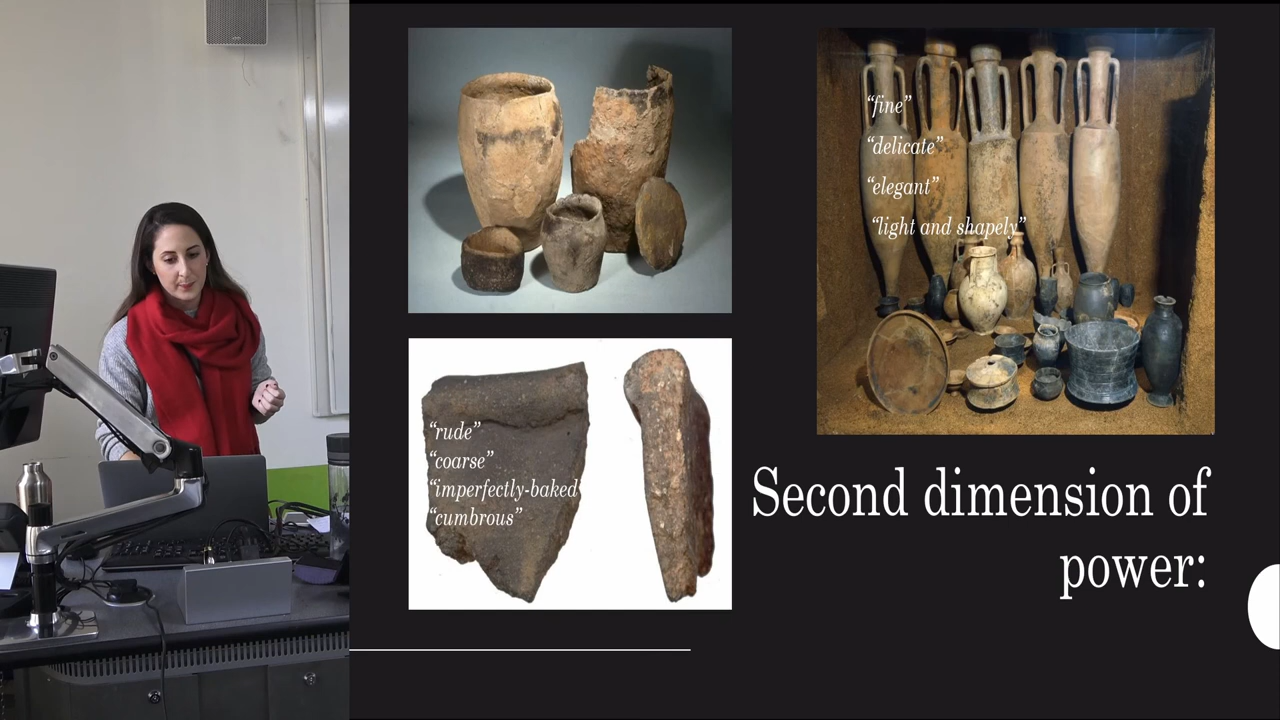 “rude”
“coarse”
“imperfectly-baked”
“cumbrous”
“fine”
“delicate”
“elegant”
“light and shapely”
Second dimension of
power: